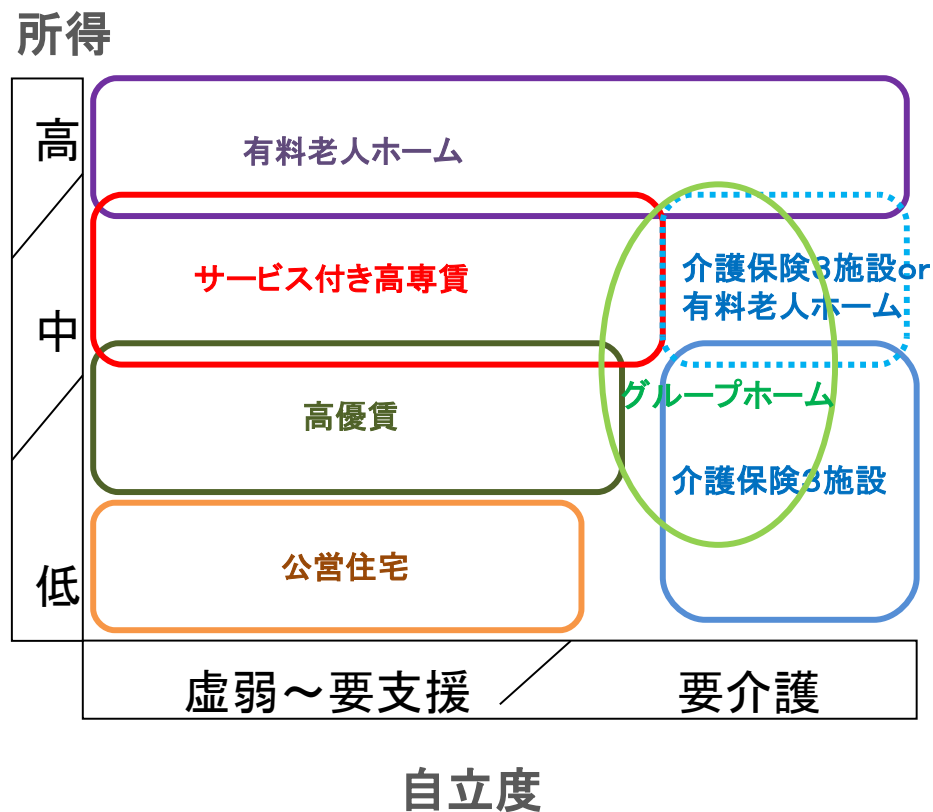 所得
高
有料老人ホーム
サービス付き高専賃
介護保険3施設or
有料老人ホーム
中
高優賃
グループホーム
介護保険3施設
公営住宅
低
虚弱～要支援
要介護
自立度